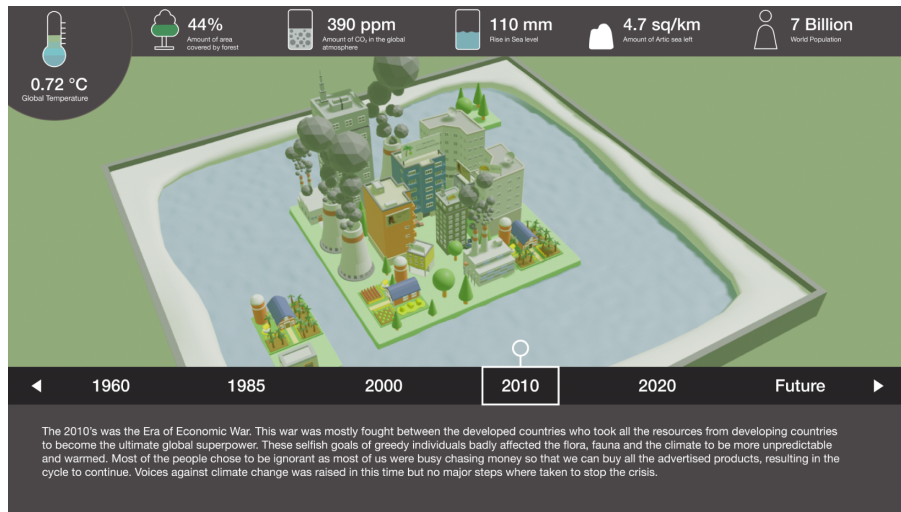 0.72 °C
Global Temperature
44%
Amount of area
covered by forest
390 ppm
Amount of CO₂ in the global
atmosphere
110 mm
Rise in Sea level
4.7 sq/km
Amount of Artic sea left
7 Billion
World Population
1960
1985
2000
2010
2020
Future
The 2010's was the Era of Economic War. This war was mostly fought between the developed countries who took all the resources from developing countries
to become the ultimate global superpower. These selfish goals of greedy individuals badly affected the flora, fauna and the climate to be more unpredictable
and warmed. Most of the people chose to be ignorant as most of us were busy chasing money so that we can buy all the advertised products, resulting in the
cycle to continue. Voices against climate change was raised in this time but no major steps where taken to stop the crisis.